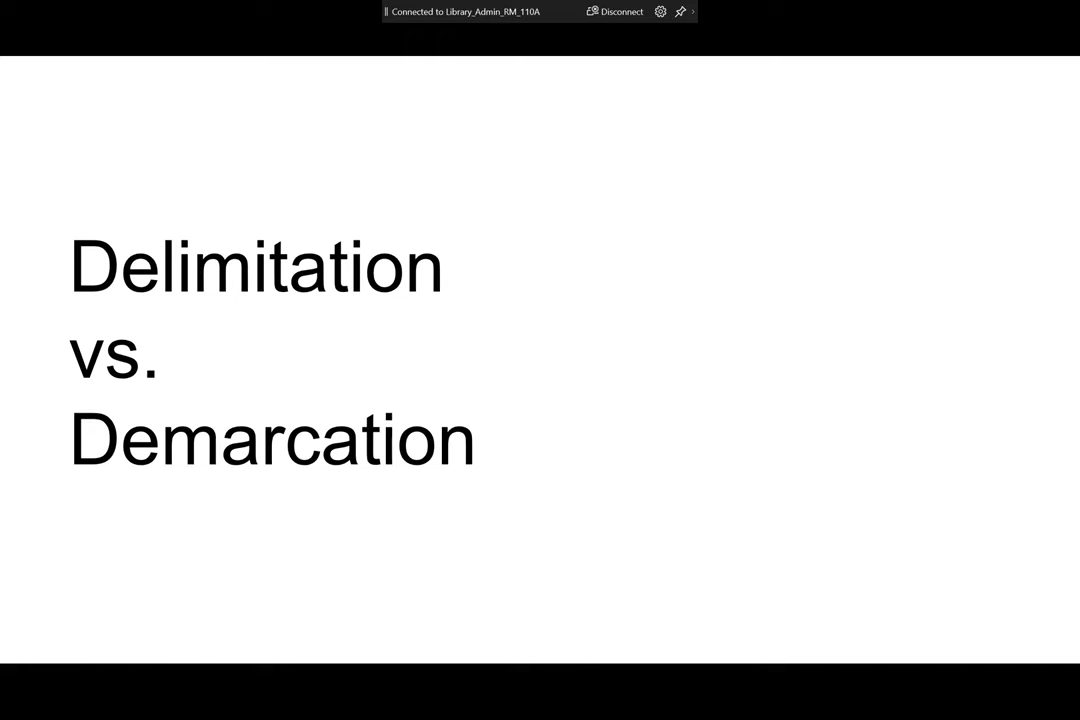 Connected to Library_Admin_RM_110A Disconnect
Delimitation
vs.
Demarcation